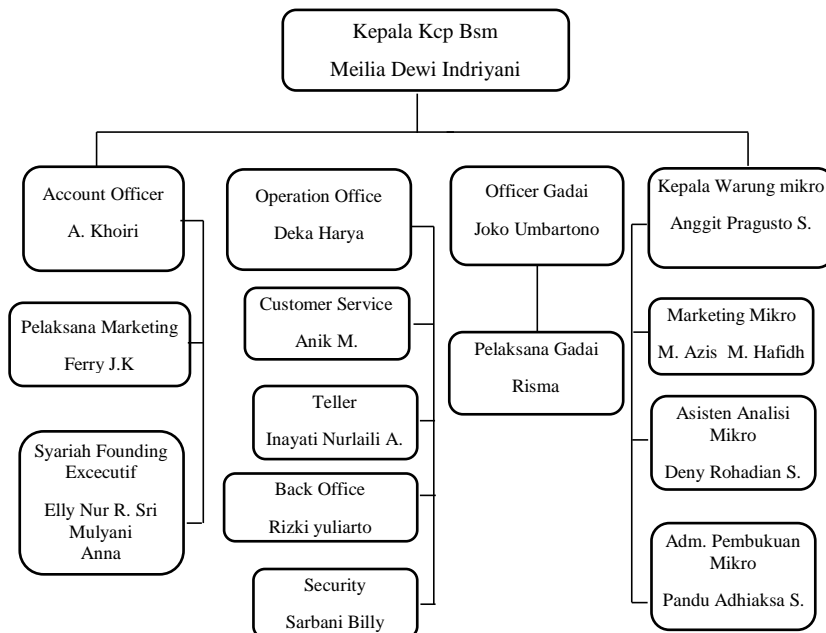 Kepala Kcp Bsm
Meilia Dewi Indriyani
Account Officer
A. Khoiri
Pelaksana Marketing
Ferry J.K
Syariah Founding
Excecutif
Elly Nur R. Sri
Mulyani
Anna
Operation Office
Deka Harya
Customer Service
Anik M.
Teller
Inayati Nurlaili A.
Back Office
Rizki yuliarto
Security
Sarbani Billy
Officer Gadai
Joko Umbartono
Pelaksana Gadai
Risma
Kepala Warung mikro
Anggit Pragusto S.
Marketing Mikro
M. Azis  M. Hafidh
Asisten Analisi
Mikro
Deny Rohadian S.
Adm. Pembukuan
Mikro
Pandu Adhiaksa S.